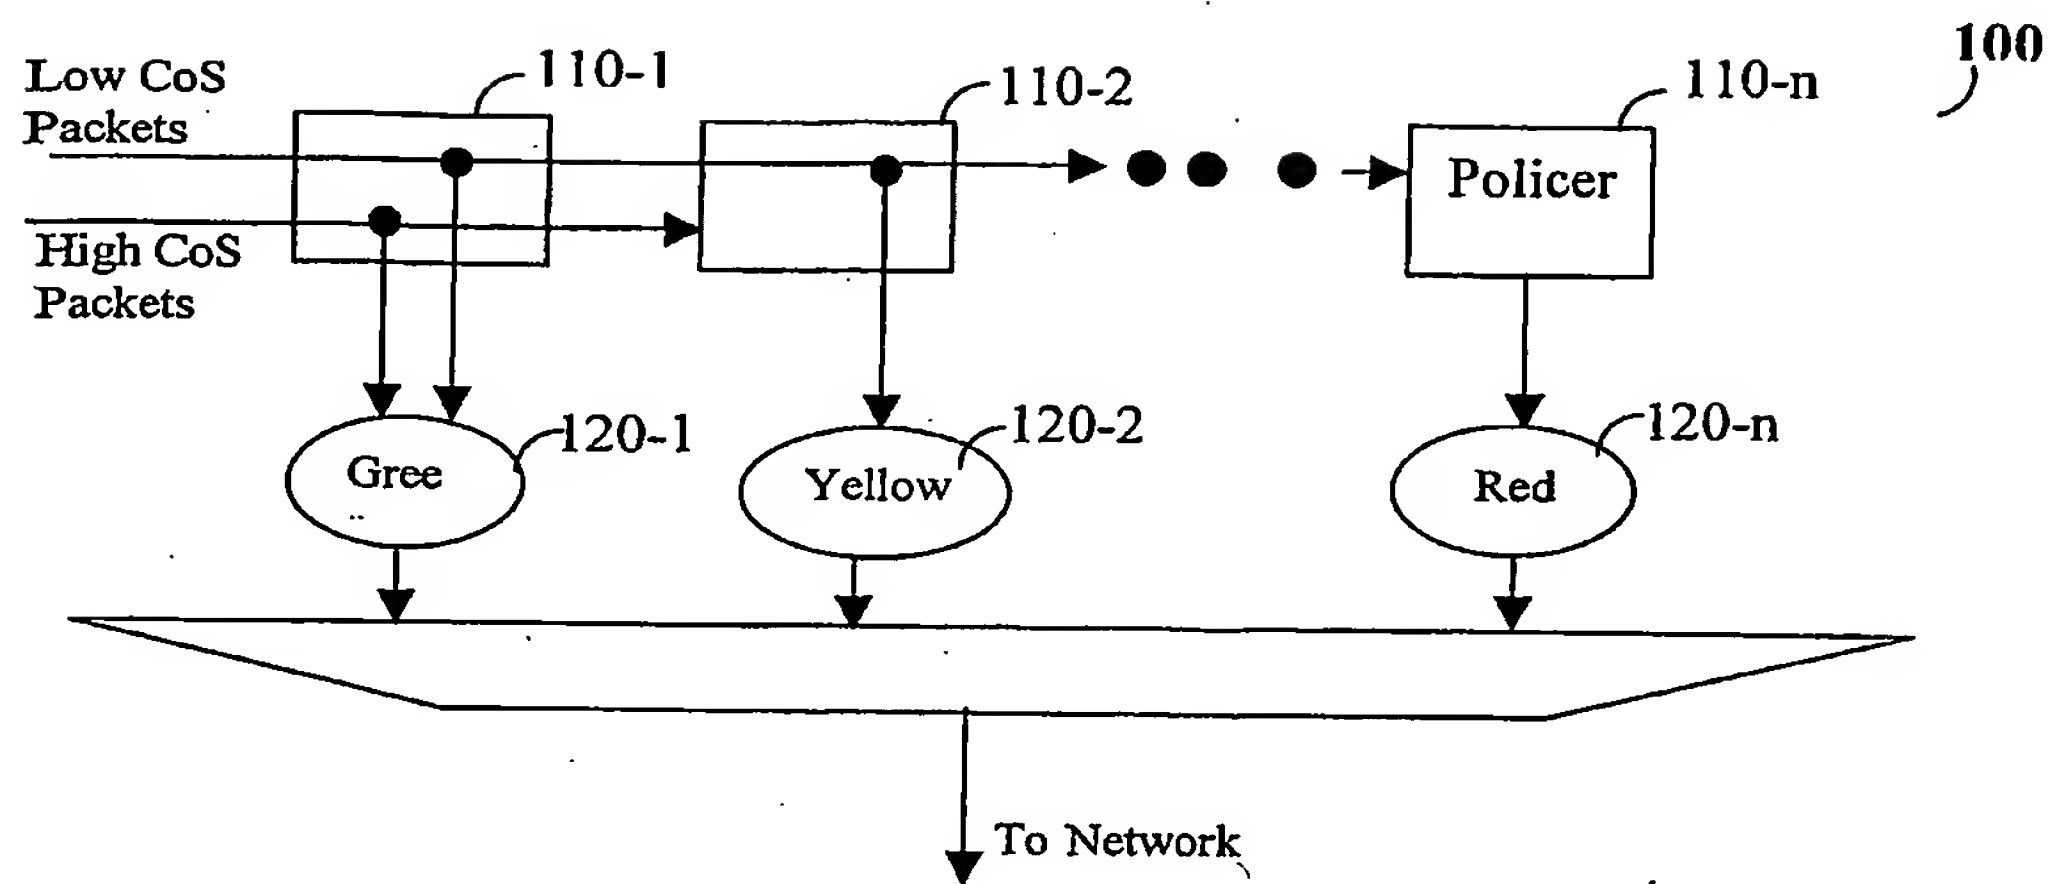 100
Low CoS
Packets
110-1
110-2
110-n
Policer
High CoS
Packets
120-1
120-2
120-n
Gree
Yellow
Red
To Network